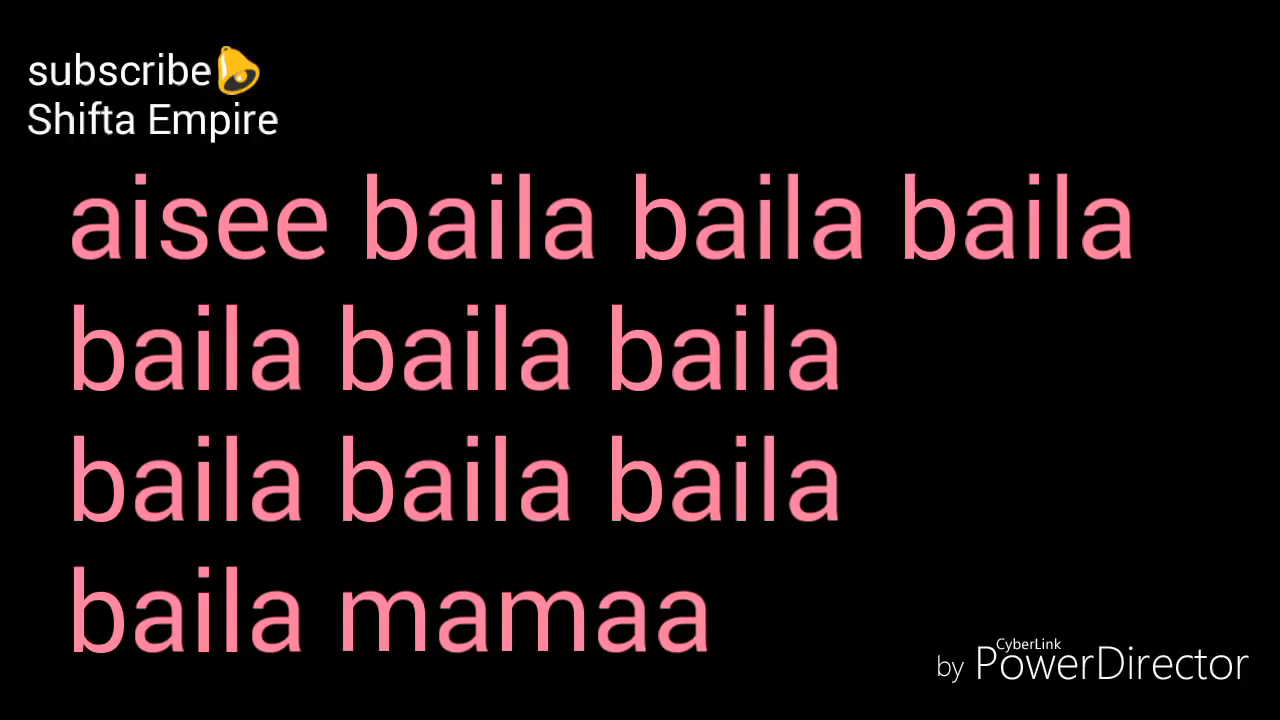 subscribe🔔
Shifta Empire
aisee baila baila baila
baila baila baila
baila baila baila
baila mamaa
by CyberLink PowerDirector